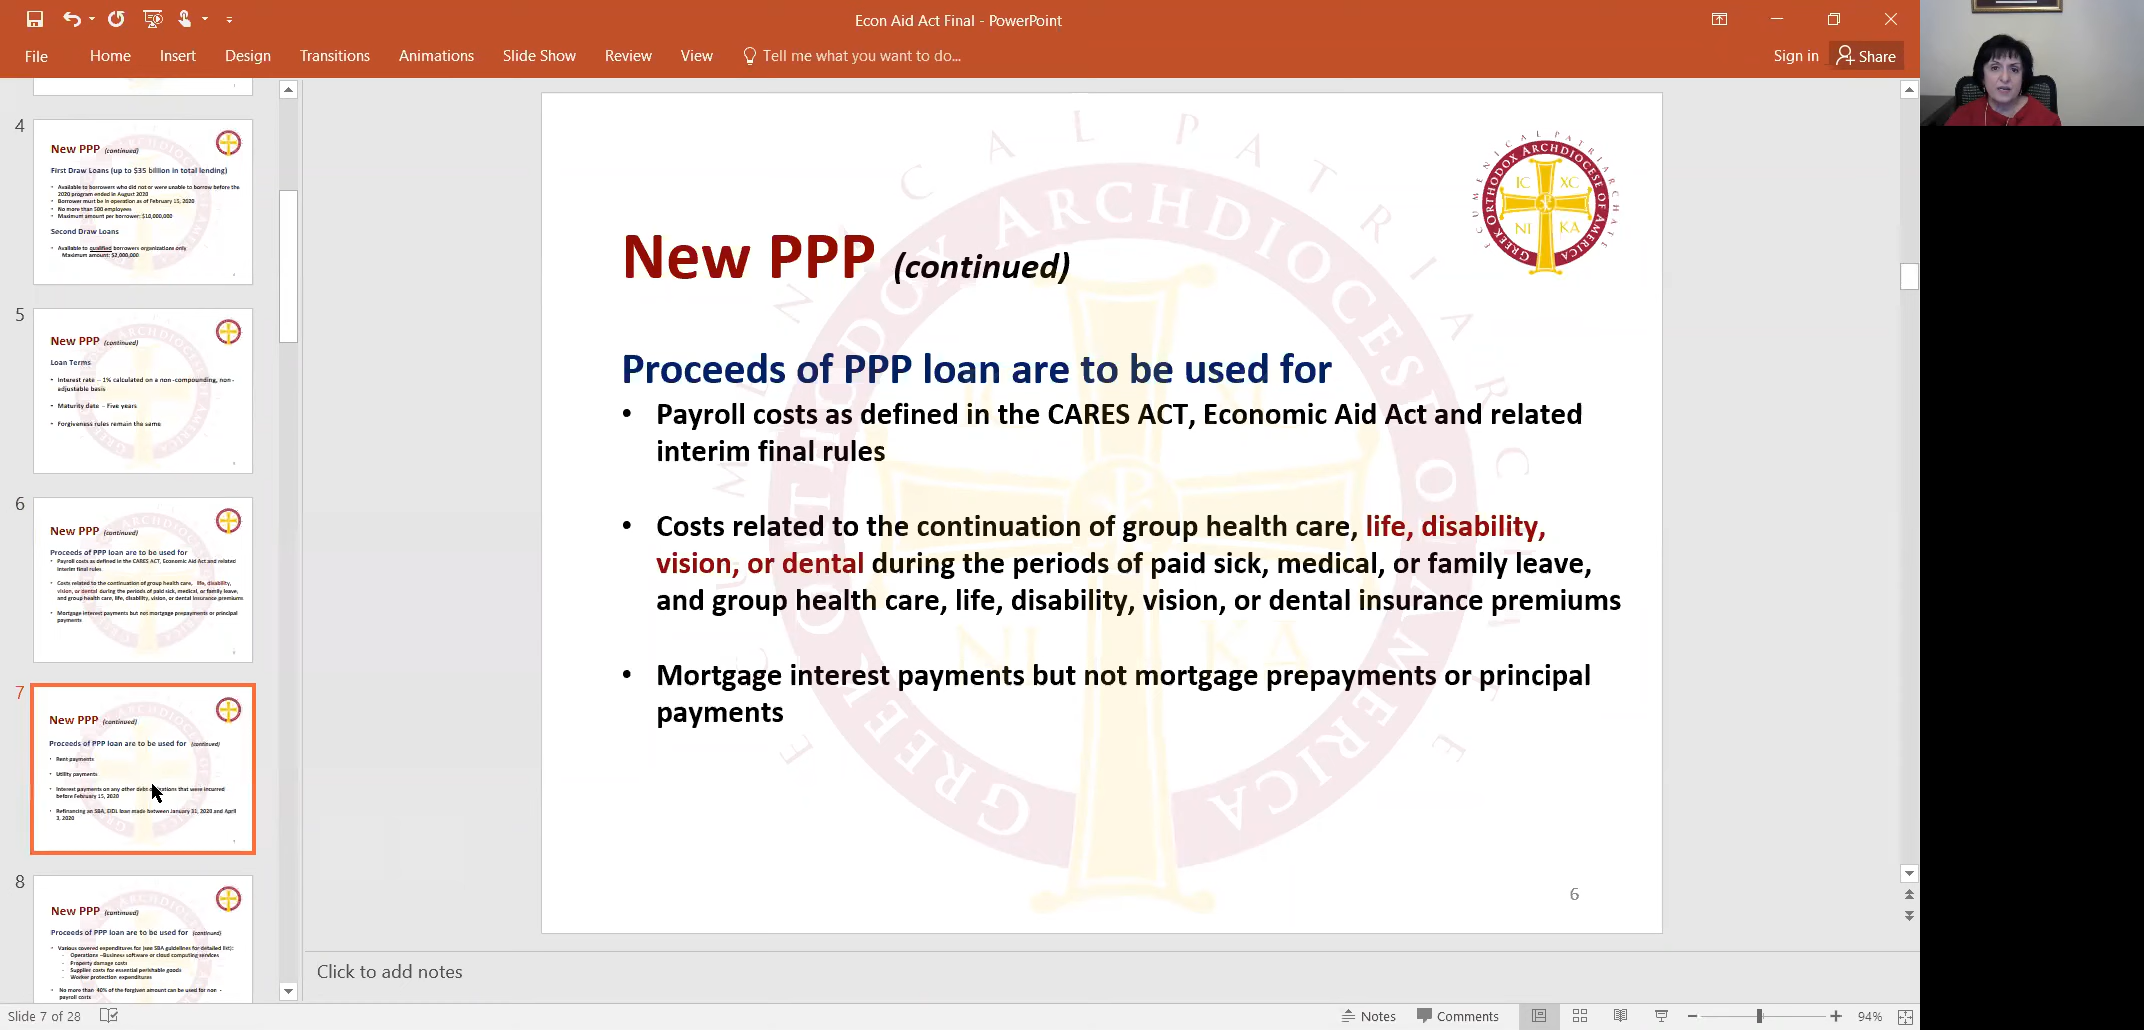 Econ Aid Act Final - PowerPoint
File Home Insert Design Transitions Animations Slide Show Review View Tell me what you want to do... Sign in Share
4
New PPP (continued)
First Draw Loans (up to $35 billion in total lending)
• Available to borrowers who did not or were unable to borrow before the
2020 program ended in August 2020
• Borrower must be in operation as of February 15, 2020
• No more than 500 employees
• Maximum amount per borrower: $10,000,000
Second Draw Loans
• Available to qualified borrowers organizations only
Maximum amount: $2,000,000
5
New PPP (continued)
Loan Terms
• Interest rate – 1% calculated on a non-compounding, non-
adjustable basis
• Maturity date – Five years
• Forgiveness rules remain the same
6
New PPP (continued)
Proceeds of PPP loan are to be used for
• Payroll costs as defined in the CARES ACT, Economic Aid Act and related
interim final rules
• Costs related to the continuation of group health care, life, disability,
vision, or dental during the periods of paid sick, medical, or family leave,
and group health care, life, disability, vision, or dental insurance premiums
• Mortgage interest payments but not mortgage prepayments or principal
payments
7
New PPP (continued)
Proceeds of PPP loan are to be used for (continued)
• Rent payments
• Utility payments
• Interest payments on any other debt that were incurred
before February 15, 2020
• Refinancing an SBA, EIDL loan made between January 31, 2020 and April
3, 2020
8
New PPP (continued)
Proceeds of PPP loan are to be used for (continued)
• Various covered expenditures for (see SBA guidelines for detailed list):
– Operations –Business software or cloud computing services
– Property damage costs
– Supplier costs for essential perishable goods
– Worker protection expenditures
• No more than 40% of the forgiven amount can be used for non -
payroll costs
New PPP (continued)
ECUMENICAL PATRIARCHATE
GREEK ORTHODOX ARCHDIOCESE OF AMERICA
IC XC
NI KA
Proceeds of PPP loan are to be used for
• Payroll costs as defined in the CARES ACT, Economic Aid Act and related
interim final rules
• Costs related to the continuation of group health care, life, disability,
vision, or dental during the periods of paid sick, medical, or family leave,
and group health care, life, disability, vision, or dental insurance premiums
• Mortgage interest payments but not mortgage prepayments or principal
payments
6
Click to add notes
Slide 7 of 28 Notes Comments 94%